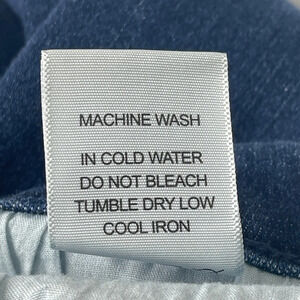 MACHINE WASH
IN COLD WATER
DO NOT BLEACH
TUMBLE DRY LOW
COOL IRON